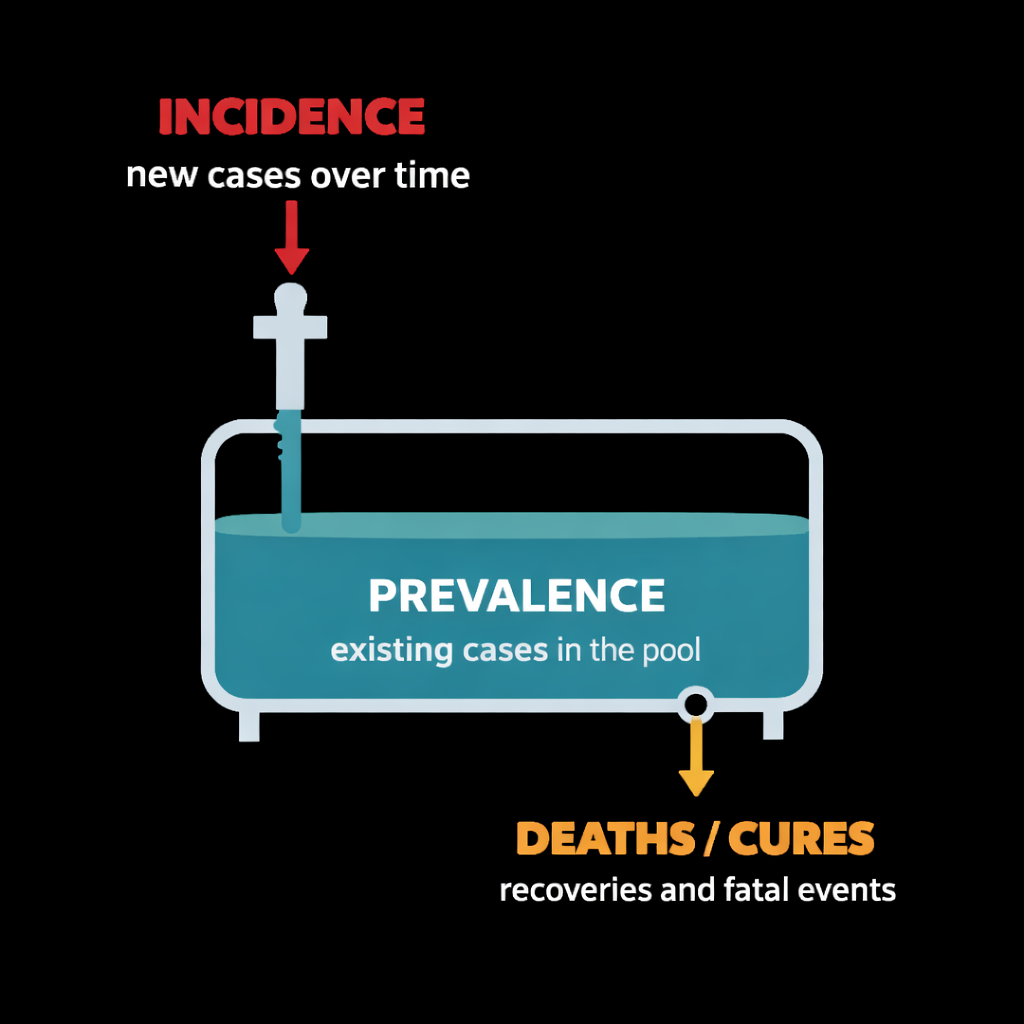 INCIDENCE
new cases over time
PREVALENCE
existing cases in the pool
DEATHS / CURES
recoveries and fatal events